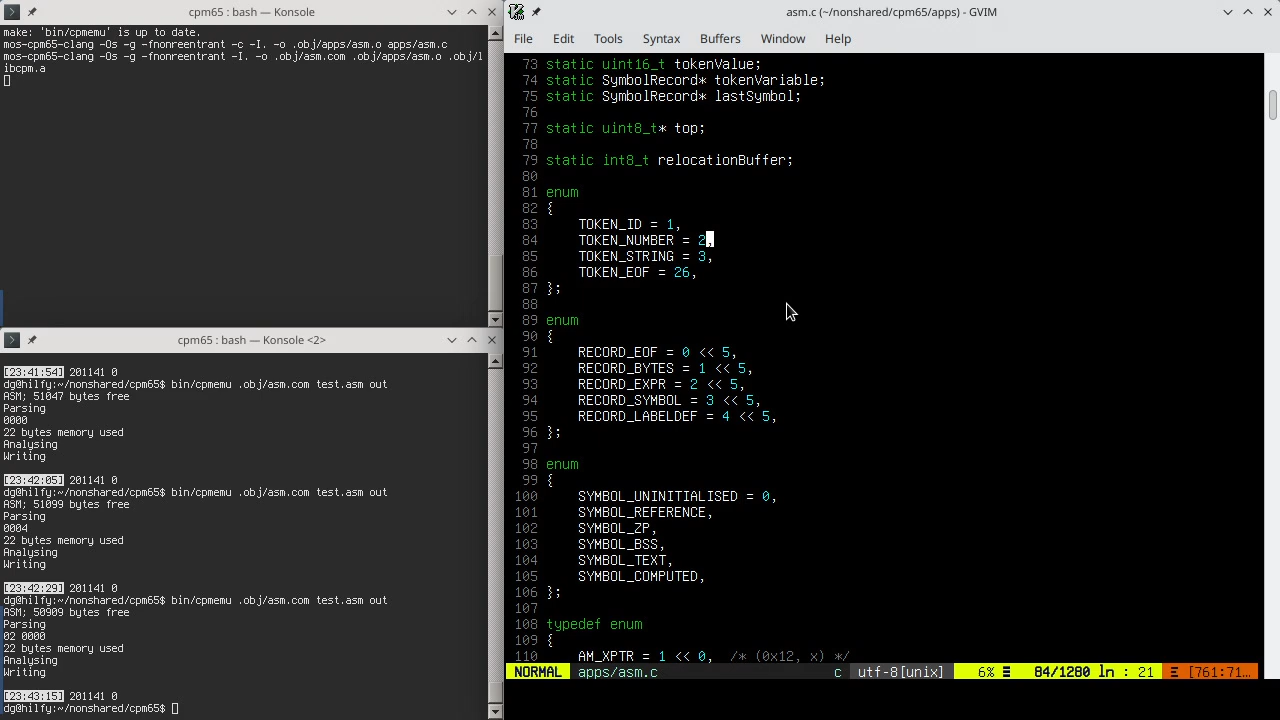 cpm65 : bash — Konsole
make: 'bin/cpmemu' is up to date.
mos-cpm65-clang -Os -g -fnonreentrant -c -I. -o .obj/apps/asm.o apps/asm.c
mos-cpm65-clang -Os -g -fnonreentrant -I. -o .obj/asm.com .obj/apps/asm.o .obj/l
ibcpm.a
cpm65 : bash — Konsole <2>
[23:41:54] 201141 0
dg@hilfy:~/nonshared/cpm65$ bin/cpmemu .obj/asm.com test.asm out
ASM; 51047 bytes free
Parsing
0000
22 bytes memory used
Analysing
Writing
[23:42:05] 201141 0
dg@hilfy:~/nonshared/cpm65$ bin/cpmemu .obj/asm.com test.asm out
ASM; 51099 bytes free
Parsing
0004
22 bytes memory used
Analysing
Writing
[23:42:29] 201141 0
dg@hilfy:~/nonshared/cpm65$ bin/cpmemu .obj/asm.com test.asm out
ASM; 50909 bytes free
Parsing
02 0000
22 bytes memory used
Analysing
Writing
[23:43:15] 201141 0
dg@hilfy:~/nonshared/cpm65$
asm.c (~/nonshared/cpm65/apps) - GVIM
File Edit Tools Syntax Buffers Window Help
73 static uint16_t tokenValue;
74 static SymbolRecord* tokenVariable;
75 static SymbolRecord* lastSymbol;
76
77 static uint8_t* top;
78
79 static int8_t relocationBuffer;
80
81 enum
82 {
83     TOKEN_ID = 1,
84     TOKEN_NUMBER = 2,
85     TOKEN_STRING = 3,
86     TOKEN_EOF = 26,
87 };
88
89 enum
90 {
91     RECORD_EOF = 0 << 5,
92     RECORD_BYTES = 1 << 5,
93     RECORD_EXPR = 2 << 5,
94     RECORD_SYMBOL = 3 << 5,
95     RECORD_LABELDEF = 4 << 5,
96 };
97
98 enum
99 {
100     SYMBOL_UNINITIALISED = 0,
101     SYMBOL_REFERENCE,
102     SYMBOL_ZP,
103     SYMBOL_BSS,
104     SYMBOL_TEXT,
105     SYMBOL_COMPUTED,
106 };
107
108 typedef enum
109 {
110     AM_XPTR = 1 << 0,  /* (0x12, x) */
NORMAL apps/asm.c c utf-8[unix] 6% ☰ 84/1280 ln : 21 Ξ [761:71…